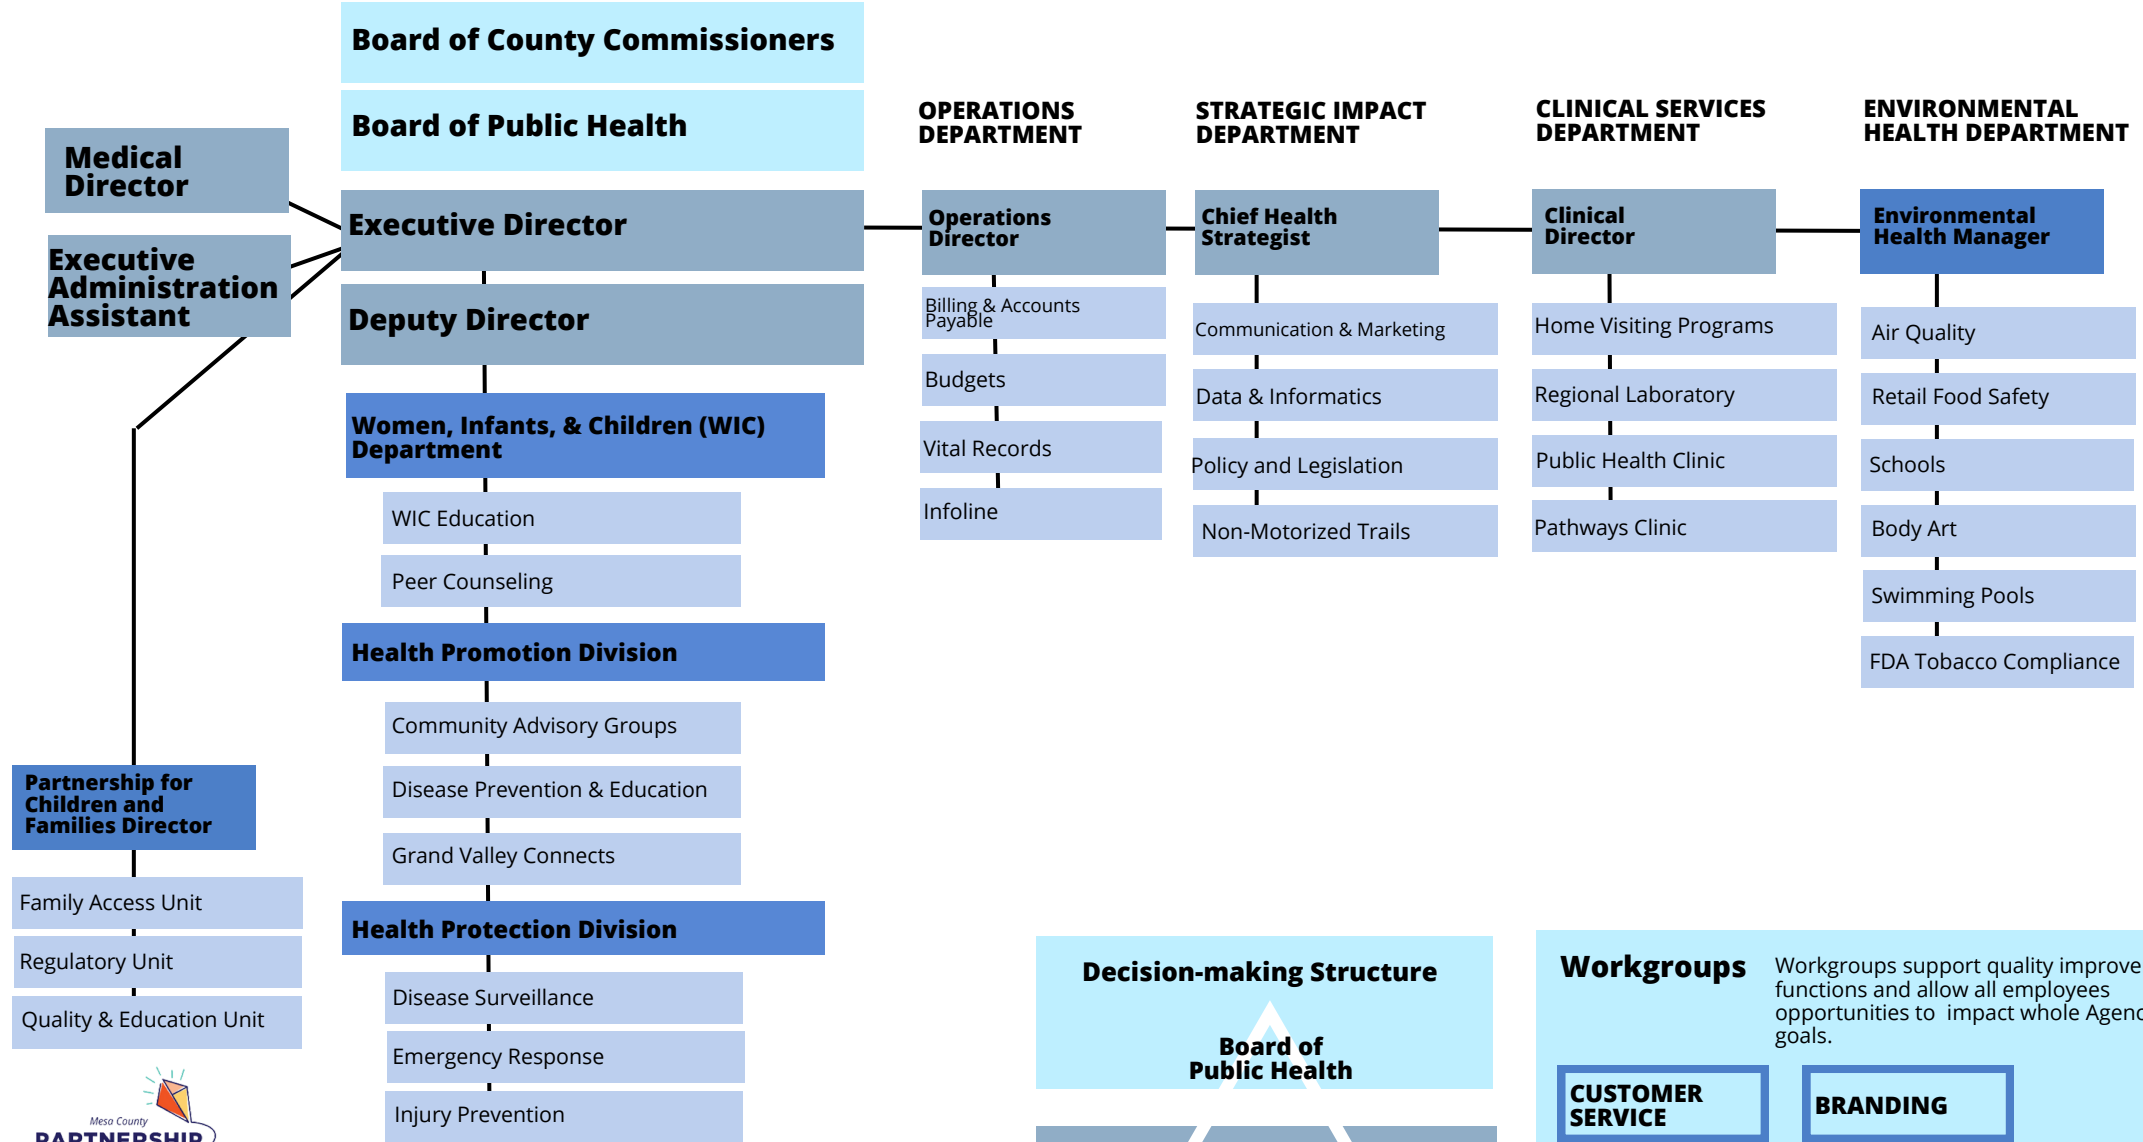 Board of County Commissioners
Board of Public Health
Medical
Director
Executive
Administration
Assistant
Executive Director
Deputy Director
Women, Infants, & Children (WIC)
Department
WIC Education
Peer Counseling
Health Promotion Division
Community Advisory Groups
Disease Prevention & Education
Grand Valley Connects
Health Protection Division
Disease Surveillance
Emergency Response
Injury Prevention
Partnership for
Children and
Families Director
Family Access Unit
Regulatory Unit
Quality & Education Unit
Mesa County
PARTNERSHIP
OPERATIONS
DEPARTMENT
Operations
Director
Billing & Accounts
Payable
Budgets
Vital Records
Infoline
STRATEGIC IMPACT
DEPARTMENT
Chief Health
Strategist
Communication & Marketing
Data & Informatics
Policy and Legislation
Non-Motorized Trails
CLINICAL SERVICES
DEPARTMENT
Clinical
Director
Home Visiting Programs
Regional Laboratory
Public Health Clinic
Pathways Clinic
ENVIRONMENTAL
HEALTH DEPARTMENT
Environmental
Health Manager
Air Quality
Retail Food Safety
Schools
Body Art
Swimming Pools
FDA Tobacco Compliance
Decision-making Structure
Board of
Public Health
Workgroups
Workgroups support quality improve
functions and allow all employees
opportunities to impact whole Agenc
goals.
CUSTOMER
SERVICE
BRANDING